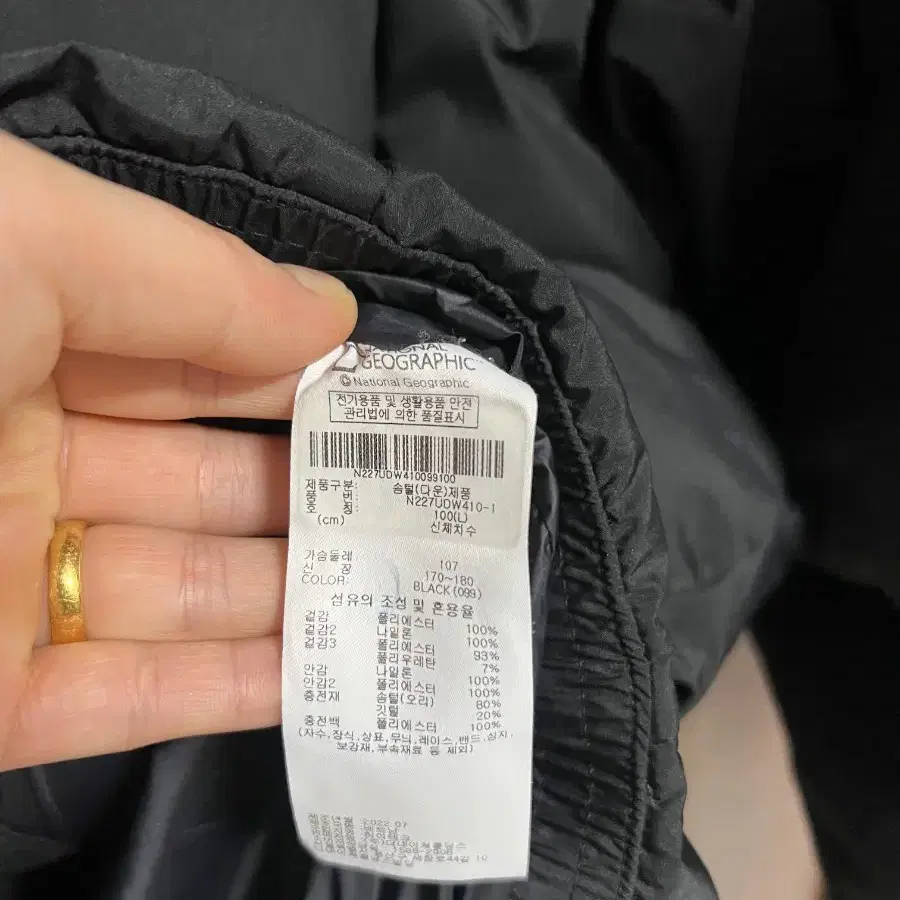 NATIONAL
GEOGRAPHIC
© National Geographic
전기용품 및 생활용품 안전
관리법에 의한 품질표시
N227UDW410099100
제품구분: 솜털(다운)제품
품 번: N227UDW410-1
호 칭: 100(L)
(cm) 신체치수
가슴둘레 107
신 장 170~180
COLOR: BLACK(099)
섬유의 조성 및 혼용율
겉감 폴리에스터 100%
겉감2 나일론 100%
겉감3 폴리에스터 93%
폴리우레탄 7%
안감 나일론 100%
안감2 폴리에스터 100%
충전재 솜털(오리) 80%
깃털 20%
충전백 폴리에스터 100%
(자수,장식,상표,무늬,레이스,밴드,심지,
보강재,부속재료 등 제외)
2022.07